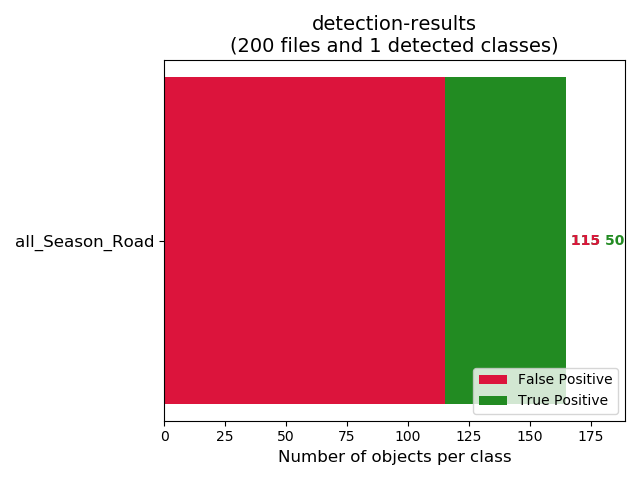 detection-results
(200 files and 1 detected classes)
all_Season_Road
115 50
False Positive
True Positive
0 25 50 75 100 125 150 175
Number of objects per class